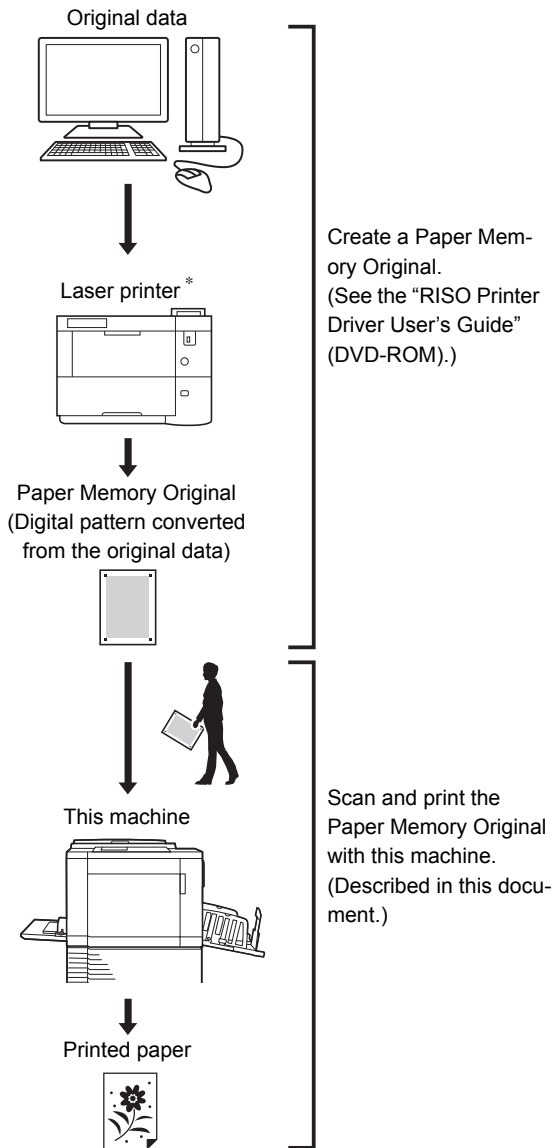 Original data
Laser printer *
Create a Paper Mem-
ory Original.
(See the “RISO Printer
Driver User’s Guide”
(DVD-ROM).)
Paper Memory Original
(Digital pattern converted
from the original data)
This machine
Scan and print the
Paper Memory Original
with this machine.
(Described in this docu-
ment.)
Printed paper